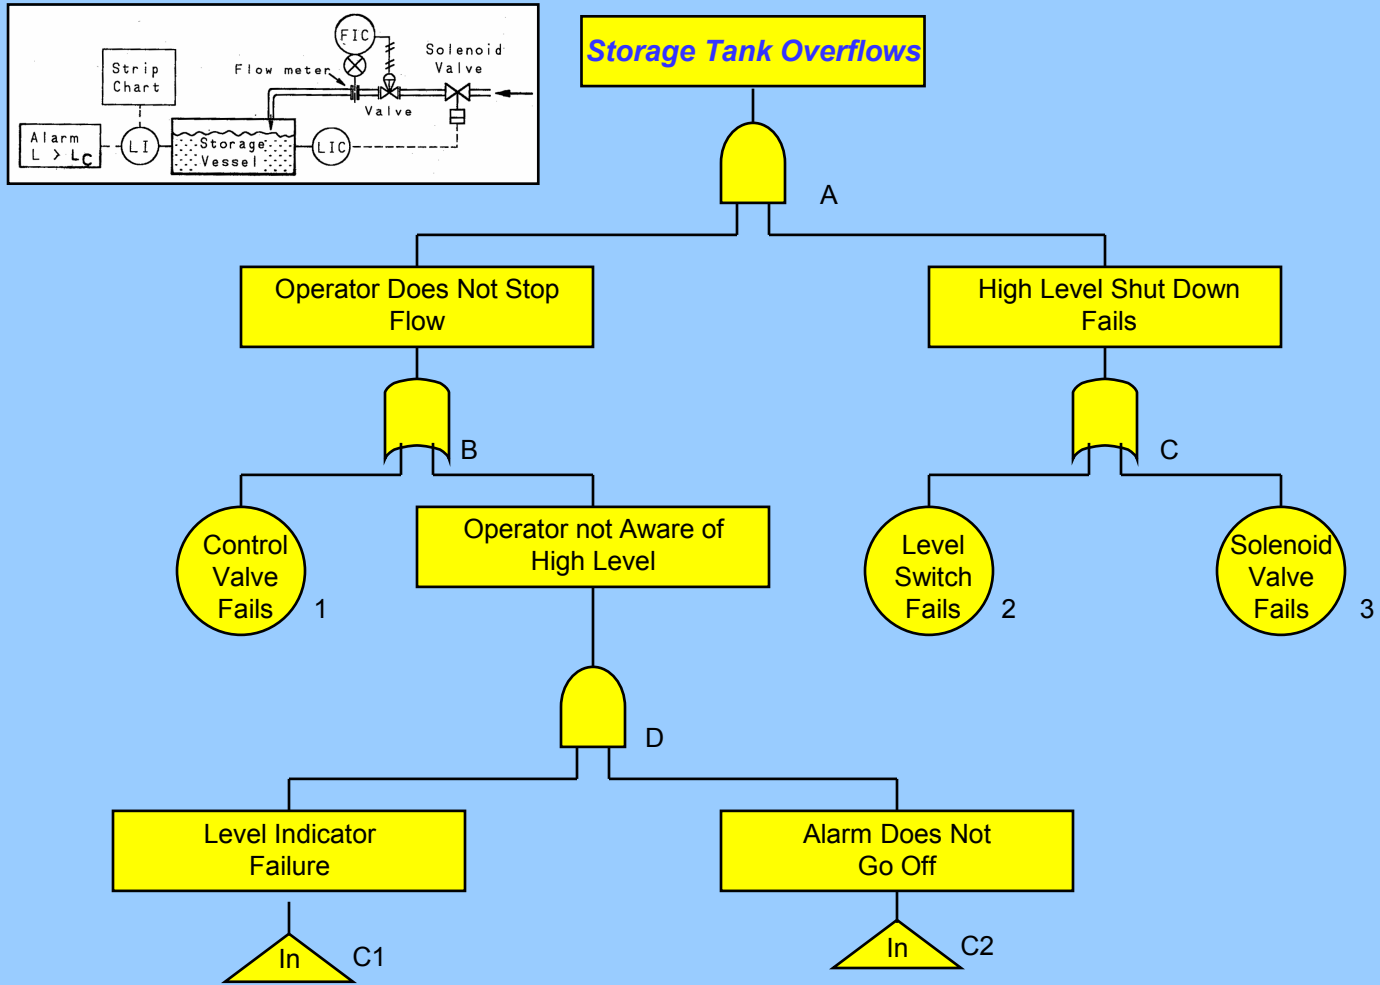 FIC
Solenoid
Valve
Strip
Chart
Flow meter
Valve
Alarm
L > LC
LI
Storage
Vessel
LIC
Storage Tank Overflows
A
Operator Does Not Stop
Flow
High Level Shut Down
Fails
B
C
Control
Valve
Fails
1
Operator not Aware of
High Level
Level
Switch
Fails
2
Solenoid
Valve
Fails
3
D
Level Indicator
Failure
Alarm Does Not
Go Off
In
C1
In
C2